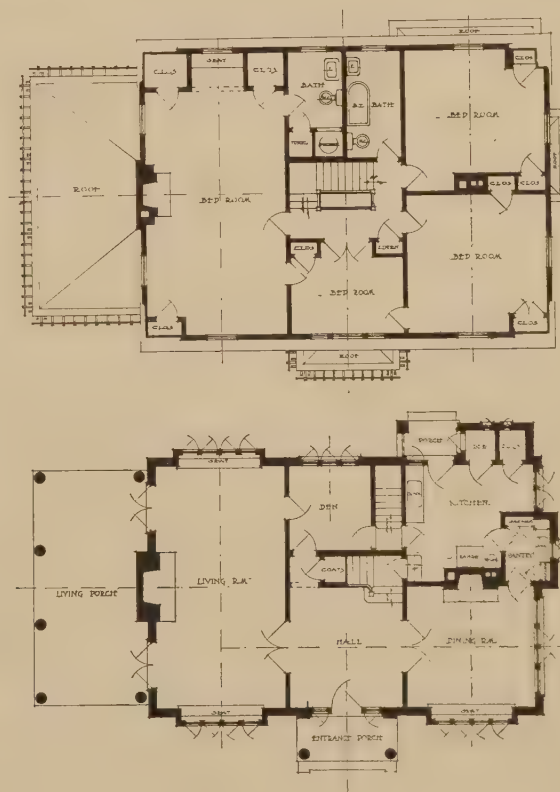 ROOF
CLOS
SEAT
CLOS
BATH
BATH
CLOS
BED ROOM
ROOF
ROOF
BED ROOM
CLOS
CLOS
CLOS
LINEN
BED ROOM
BED ROOM
CLOS
CLOS
ROOF
PORCH
SEAT
DEN
KITCHEN
COATS
RANGE
PANTRY
LIVING PORCH
LIVING RM.
HALL
DINING RM.
SEAT
SEAT
ENTRANCE PORCH